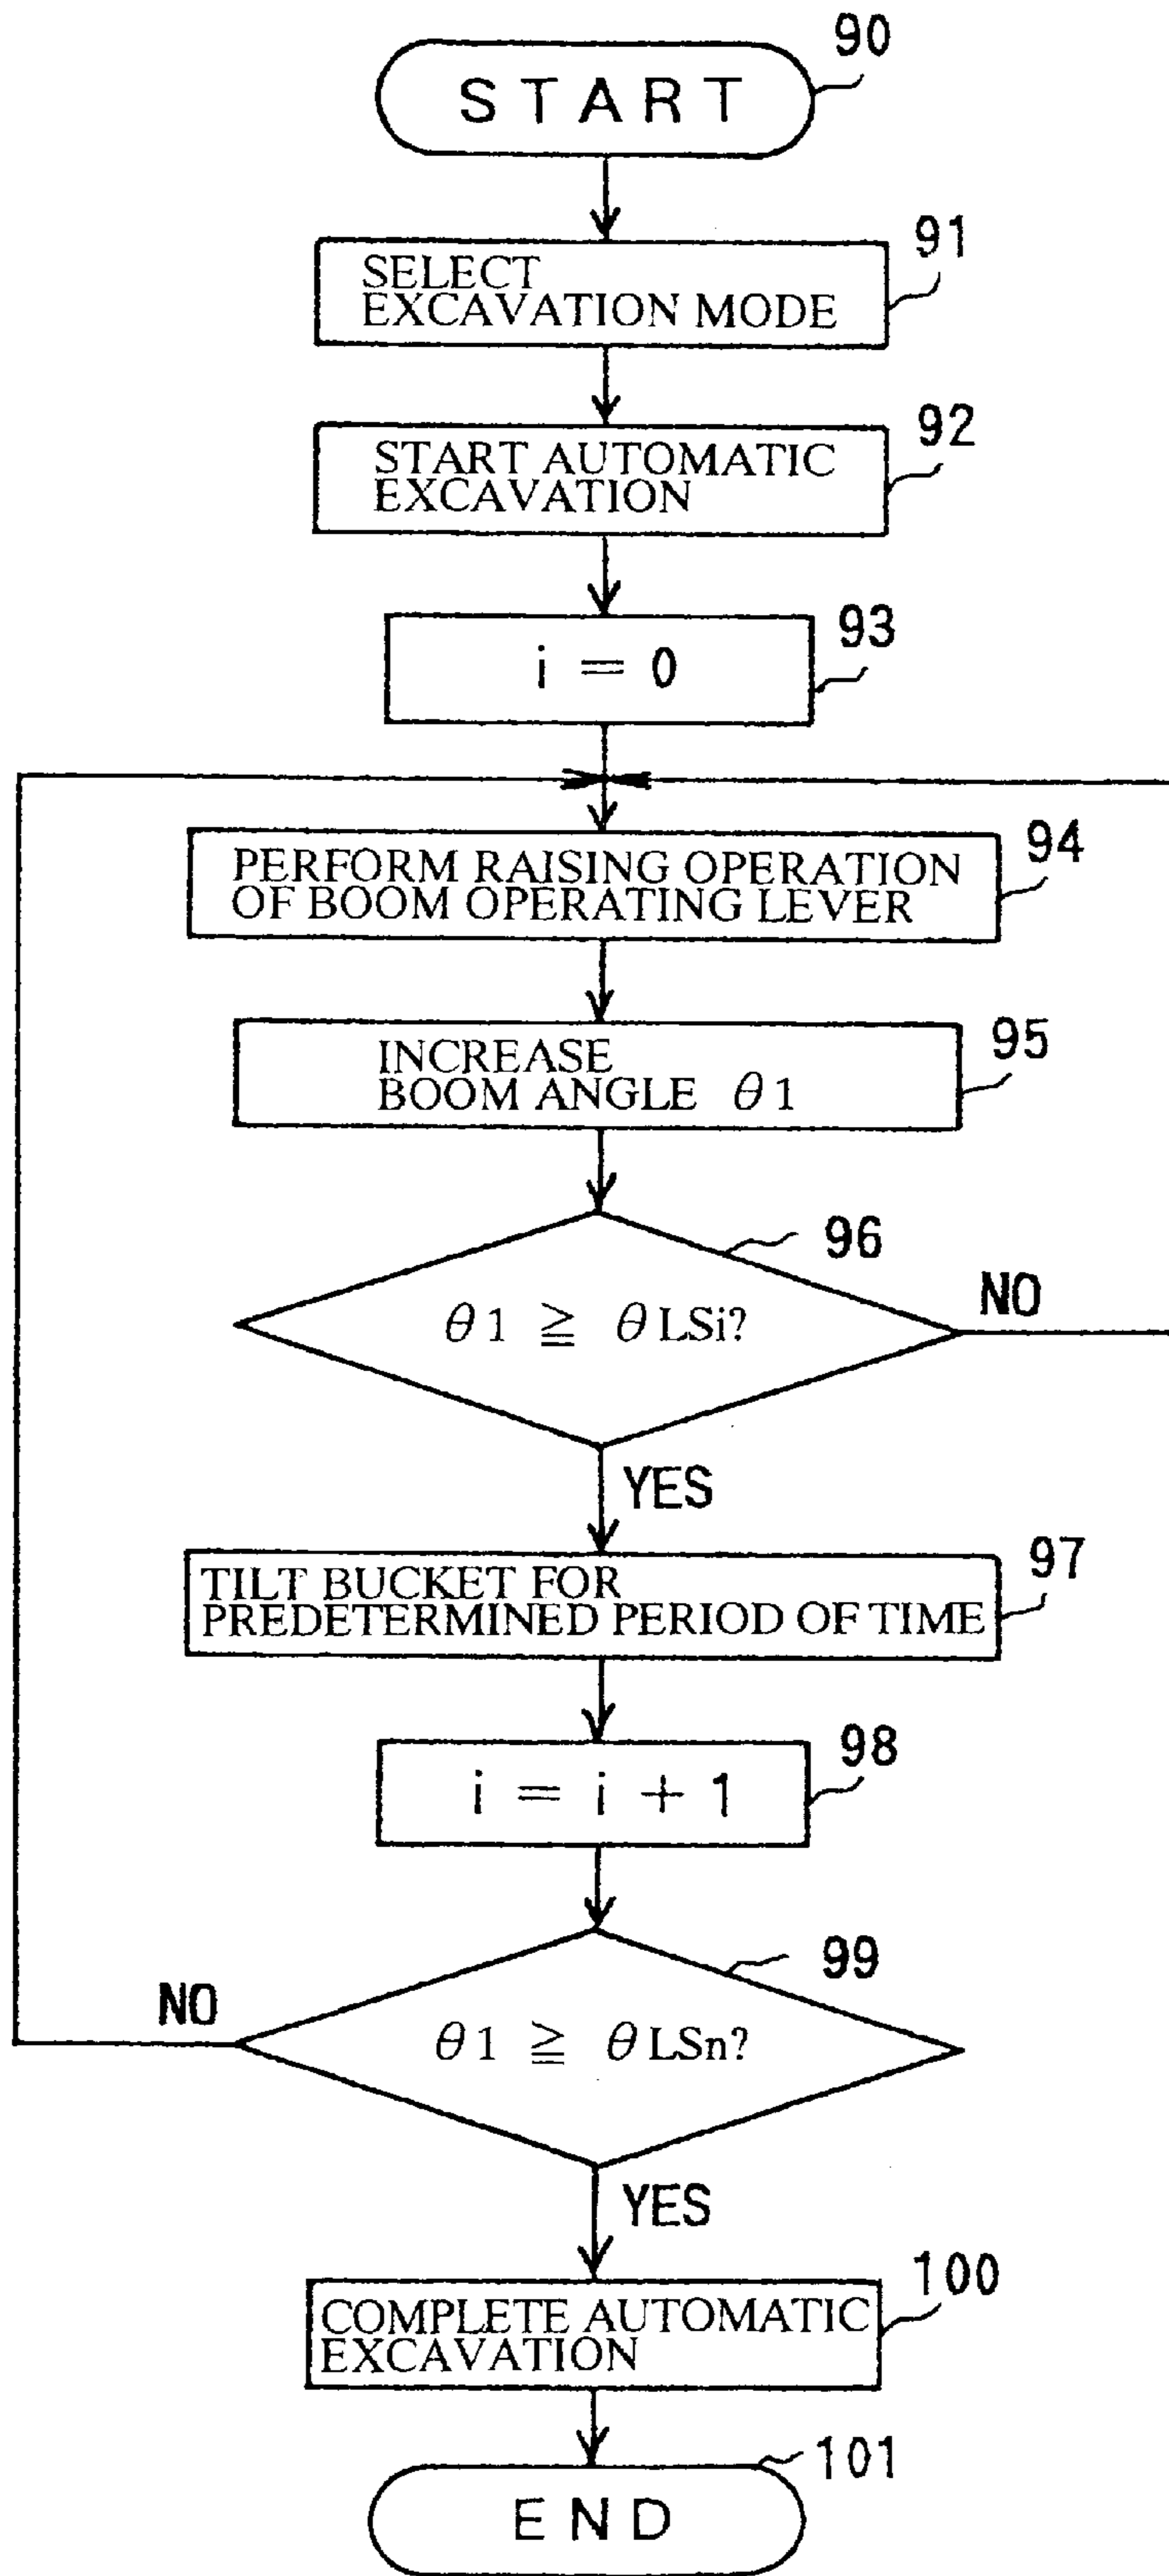 90
START
91
SELECT
EXCAVATION MODE
92
START AUTOMATIC
EXCAVATION
93
i = 0
94
PERFORM RAISING OPERATION
OF BOOM OPERATING LEVER
95
INCREASE
BOOM ANGLE θ1
96
θ1 ≧ θLSi?
NO
YES
97
TILT BUCKET FOR
PREDETERMINED PERIOD OF TIME
98
i = i + 1
99
NO
θ1 ≧ θLSn?
YES
100
COMPLETE AUTOMATIC
EXCAVATION
101
END